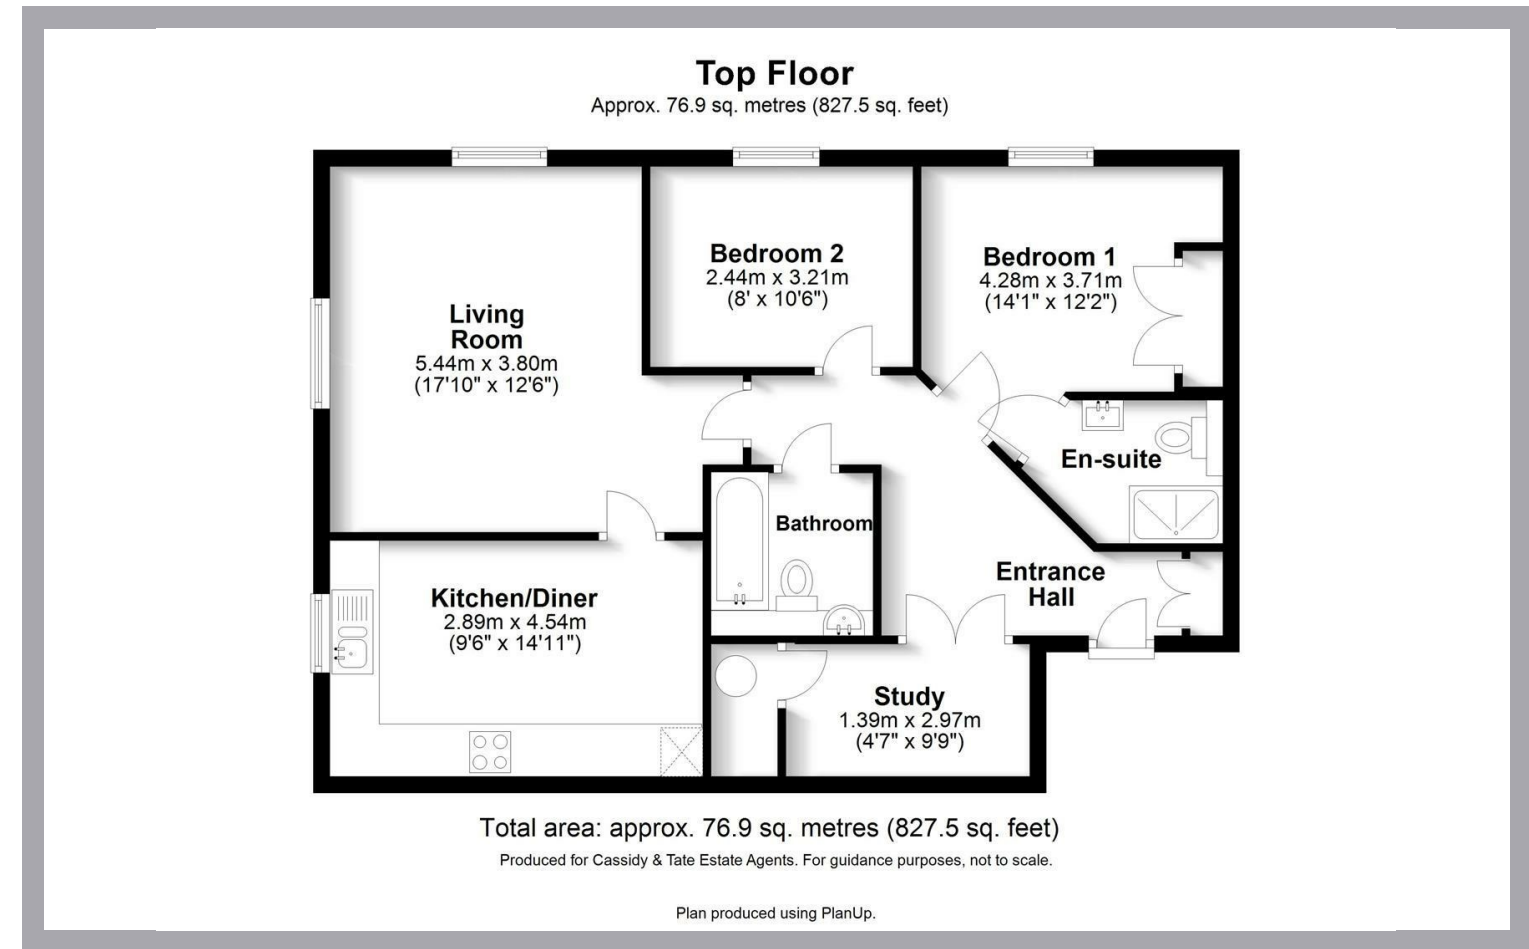 Top Floor
Approx. 76.9 sq. metres (827.5 sq. feet)
Living
Room
5.44m x 3.80m
(17'10" x 12'6")
Bedroom 2
2.44m x 3.21m
(8' x 10'6")
Bedroom 1
4.28m x 3.71m
(14'1" x 12'2")
En-suite
Bathroom
Entrance
Hall
Kitchen/Diner
2.89m x 4.54m
(9'6" x 14'11")
Study
1.39m x 2.97m
(4'7" x 9'9")
Total area: approx. 76.9 sq. metres (827.5 sq. feet)
Produced for Cassidy & Tate Estate Agents. For guidance purposes, not to scale.
Plan produced using PlanUp.